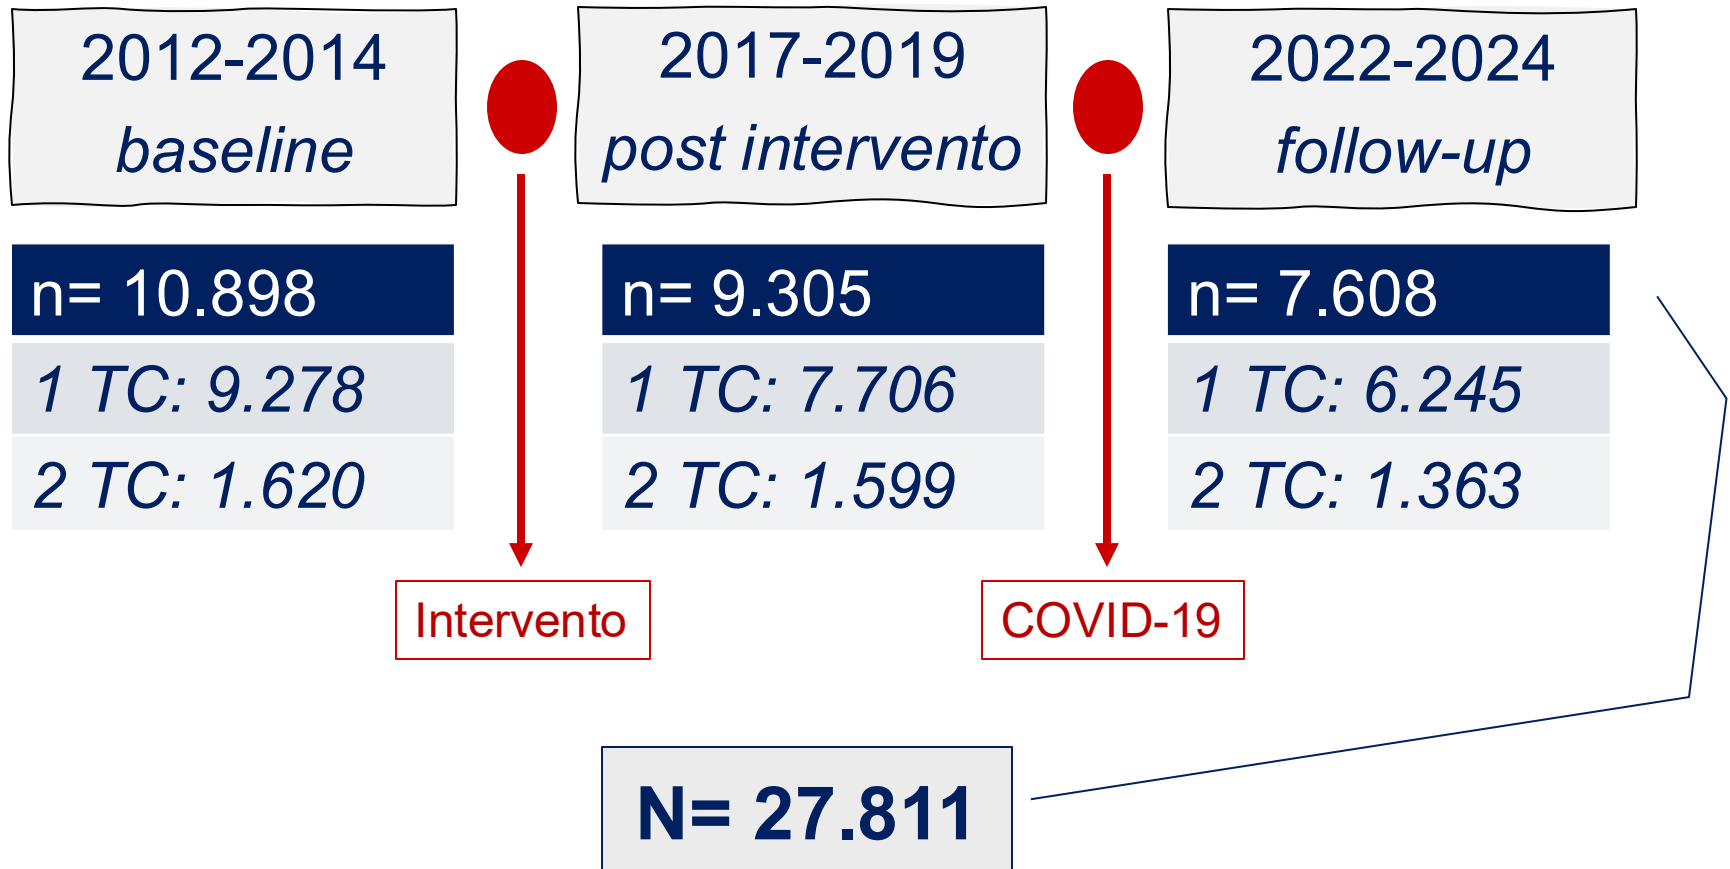 2012-2014
baseline
2017-2019
post intervento
2022-2024
follow-up
n= 10.898
1 TC: 9.278
2 TC: 1.620
n= 9.305
1 TC: 7.706
2 TC: 1.599
n= 7.608
1 TC: 6.245
2 TC: 1.363
Intervento
COVID-19
N= 27.811